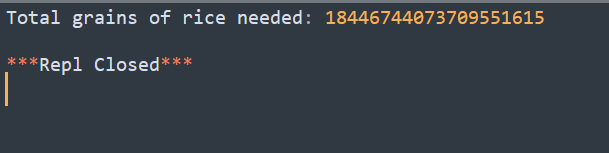 Total grains of rice needed: 18446744073709551615
***Repl Closed***